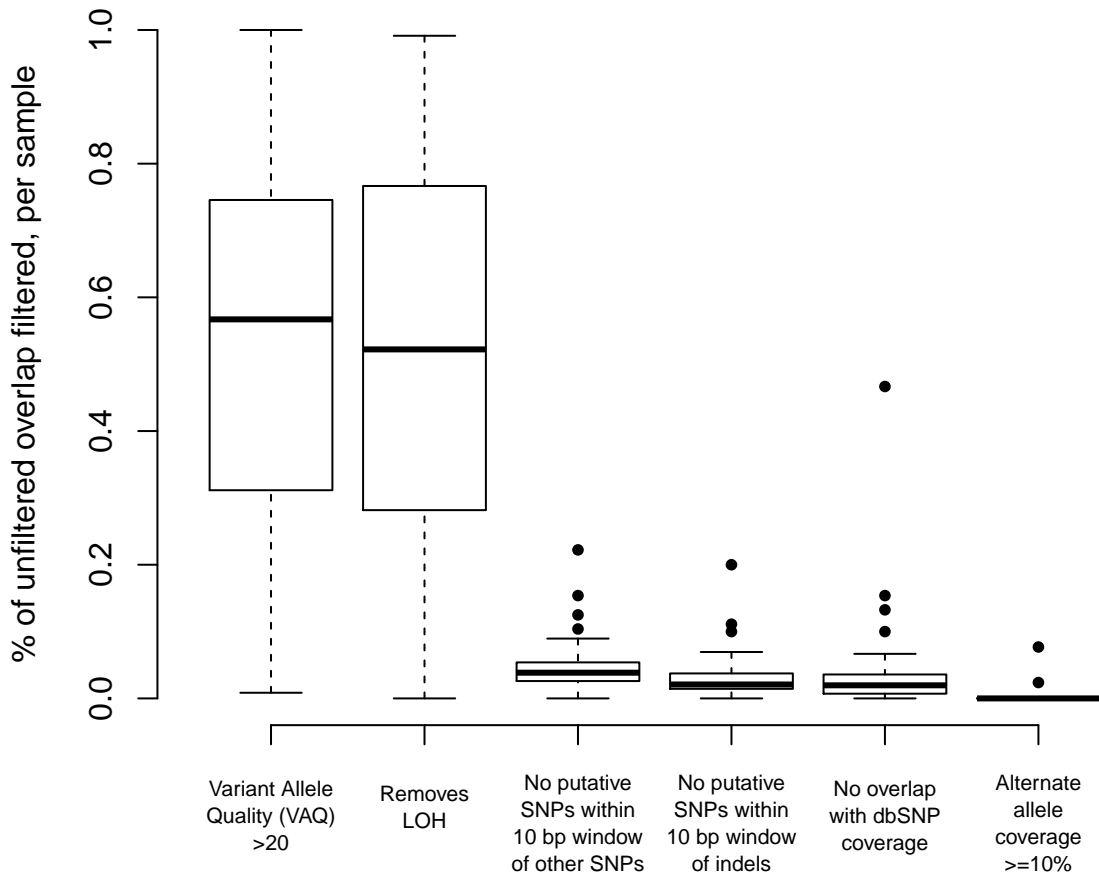 % of unfiltered overlap filtered, per sample
1.0
0.8
0.6
0.4
0.2
0.0
Variant Allele
Quality (VAQ)
>20
Removes
LOH
No putative
SNPs within
10 bp window
of other SNPs
No putative
SNPs within
10 bp window
of indels
No overlap
with dbSNP
coverage
Alternate
allele
coverage
>=10%